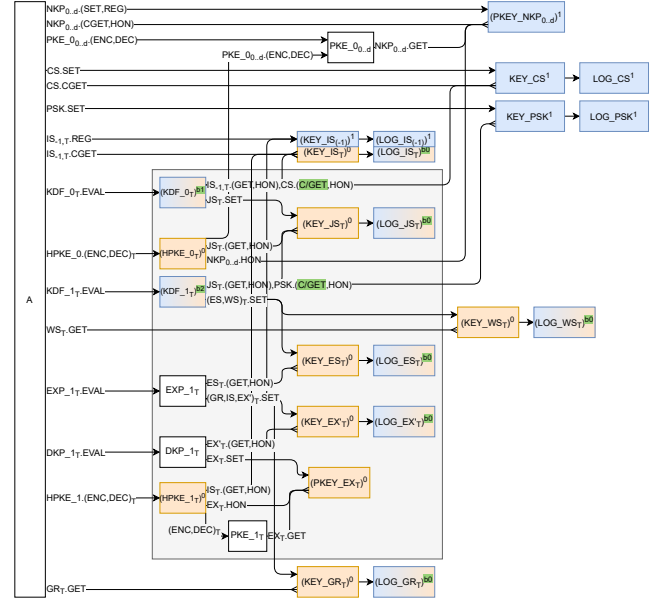 NKP0..d.(SET,REG)
NKP0..d.(CGET,HON)
(PKEY_NKP0..d)1
PKE_00..d.(ENC,DEC)
PKE_00..d.(ENC,DEC)
PKE_00..d
NKP0..d.GET
CS.SET
CS.CGET
KEY_CS1
LOG_CS1
PSK.SET
KEY_PSK1
LOG_PSK1
IS-1,T.REG
IS-1,T.CGET
(KEY_IS(-1))1
(LOG_IS(-1))1
(KEY_IST)0
(LOG_IST)b0
KDF_0T.EVAL
(KDF_0T)b1
IS-1,T.(GET,HON),CS.(C/GET,HON)
JST.SET
(KEY_JST)0
(LOG_JST)b0
HPKE_0.(ENC,DEC)T
(HPKE_0T)0
JST.(GET,HON)
NKP0..d.HON
KDF_1T.EVAL
(KDF_1T)b2
JST.(GET,HON),PSK.(C/GET,HON)
(ES,WS)T.SET
A
WST.GET
(KEY_WST)0
(LOG_WST)b0
(KEY_EST)0
(LOG_EST)b0
EXP_1T.EVAL
EXP_1T
EST.(GET,HON)
(GR,IS,EX')T.SET
(KEY_EX'T)0
(LOG_EX'T)b0
DKP_1T.EVAL
DKP_1T
EX'T.(GET,HON)
EXT.SET
(PKEY_EXT)0
HPKE_1.(ENC,DEC)T
(HPKE_1T)0
IST.(GET,HON)
EXT.HON
(ENC,DEC)T
PKE_1T
EXT.GET
(KEY_GRT)0
(LOG_GRT)b0
GRT.GET